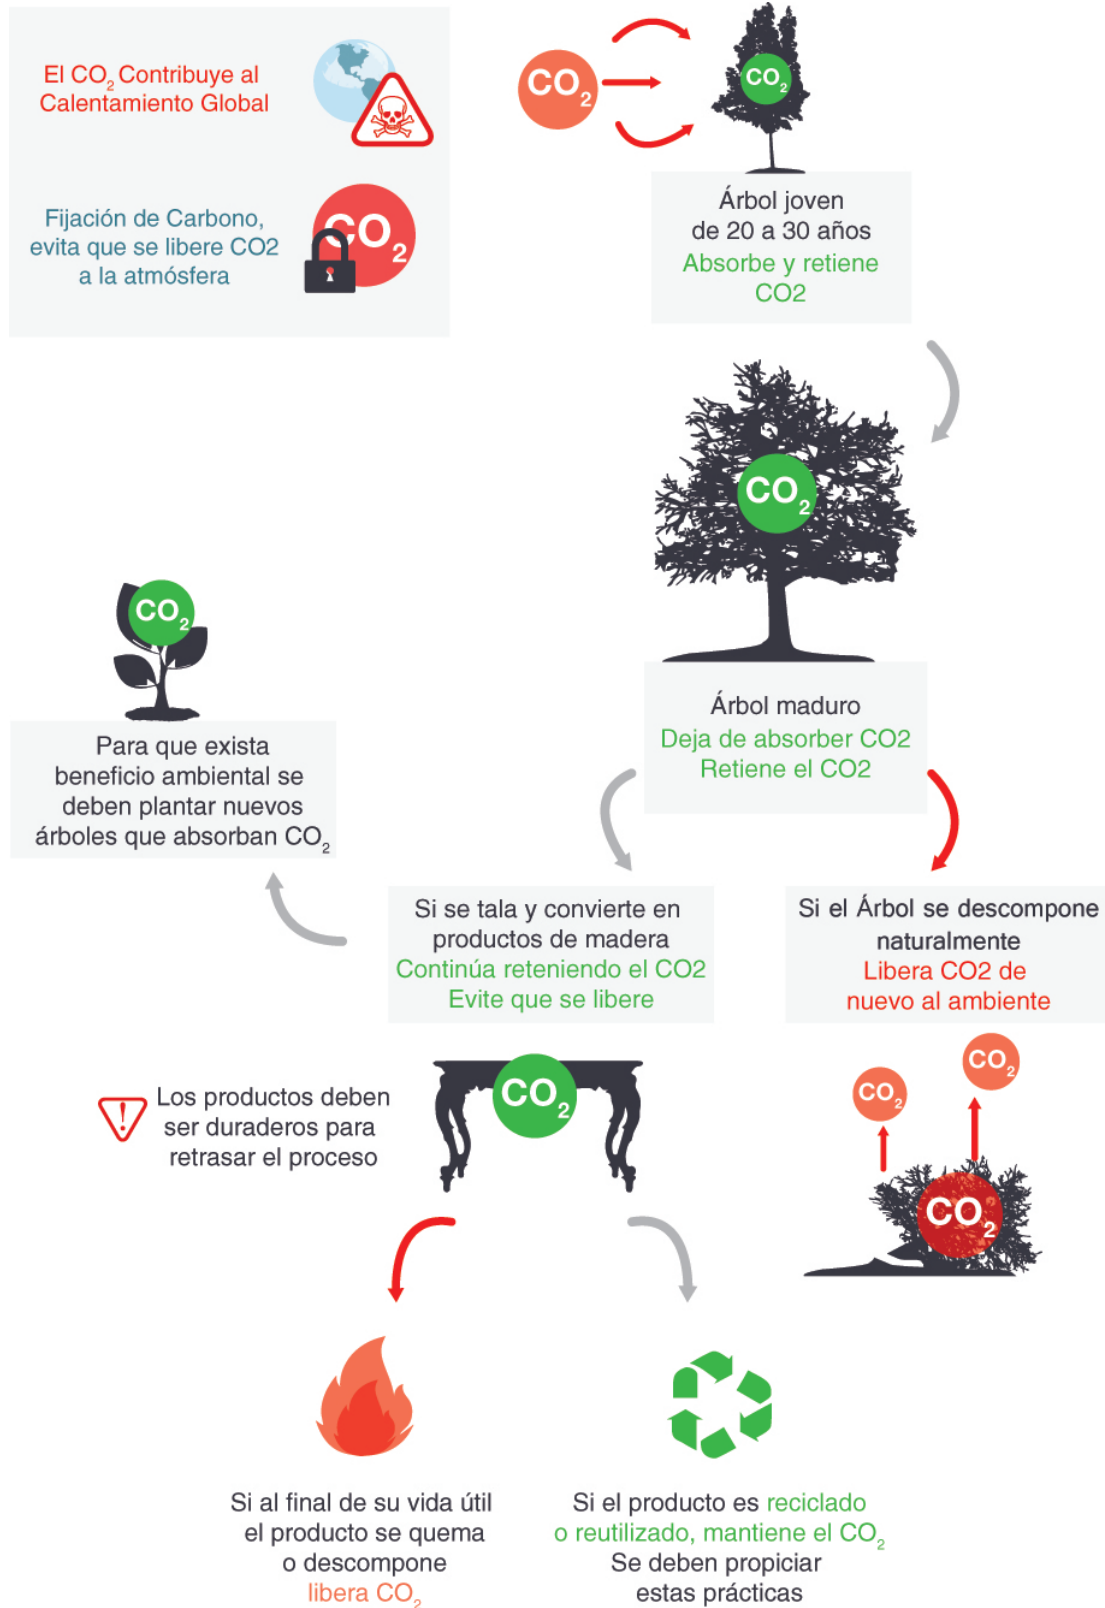 El CO₂ Contribuye al
Calentamiento Global
Fijación de Carbono,
evita que se libere CO2
a la atmósfera
CO₂
CO₂
CO₂
Árbol joven
de 20 a 30 años
Absorbe y retiene
CO2
CO₂
Árbol maduro
Deja de absorber CO2
Retiene el CO2
CO₂
Para que exista
beneficio ambiental se
deben plantar nuevos
árboles que absorban CO₂
Si se tala y convierte en
productos de madera
Continúa reteniendo el CO2
Evite que se libere
Si el Árbol se descompone
naturalmente
Libera CO2 de
nuevo al ambiente
CO₂
CO₂
CO₂
CO₂
!
Los productos deben
ser duraderos para
retrasar el proceso
Si al final de su vida útil
el producto se quema
o descompone
libera CO₂
Si el producto es reciclado
o reutilizado, mantiene el CO₂
Se deben propiciar
estas prácticas